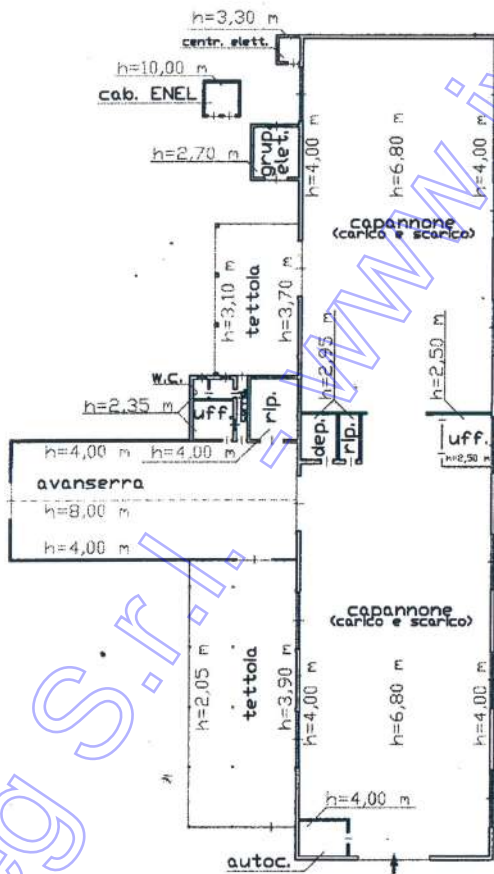 h=3,30 m
centr. elett.
h=10,00 m
cab. ENEL
grup. elet.
h=2,70 m
h=4,00 m
h=6,80 m
h=4,00 m
capannone
(carico e scarico)
h=3,10 m
tettola
h=3,70 m
h=2,95 m
h=2,50 m
w.c.
h=2,35 m
uff.
rip.
dep.
rip.
uff.
h=2,50 m
h=4,00 m
h=4,00 m
avanserra
h=8,00 m
h=4,00 m
capannone
(carico e scarico)
h=2,05 m
tettola
h=3,90 m
h=4,00 m
h=6,80 m
h=4,00 m
h=4,00 m
autoc.
g S.r.l. - www.i